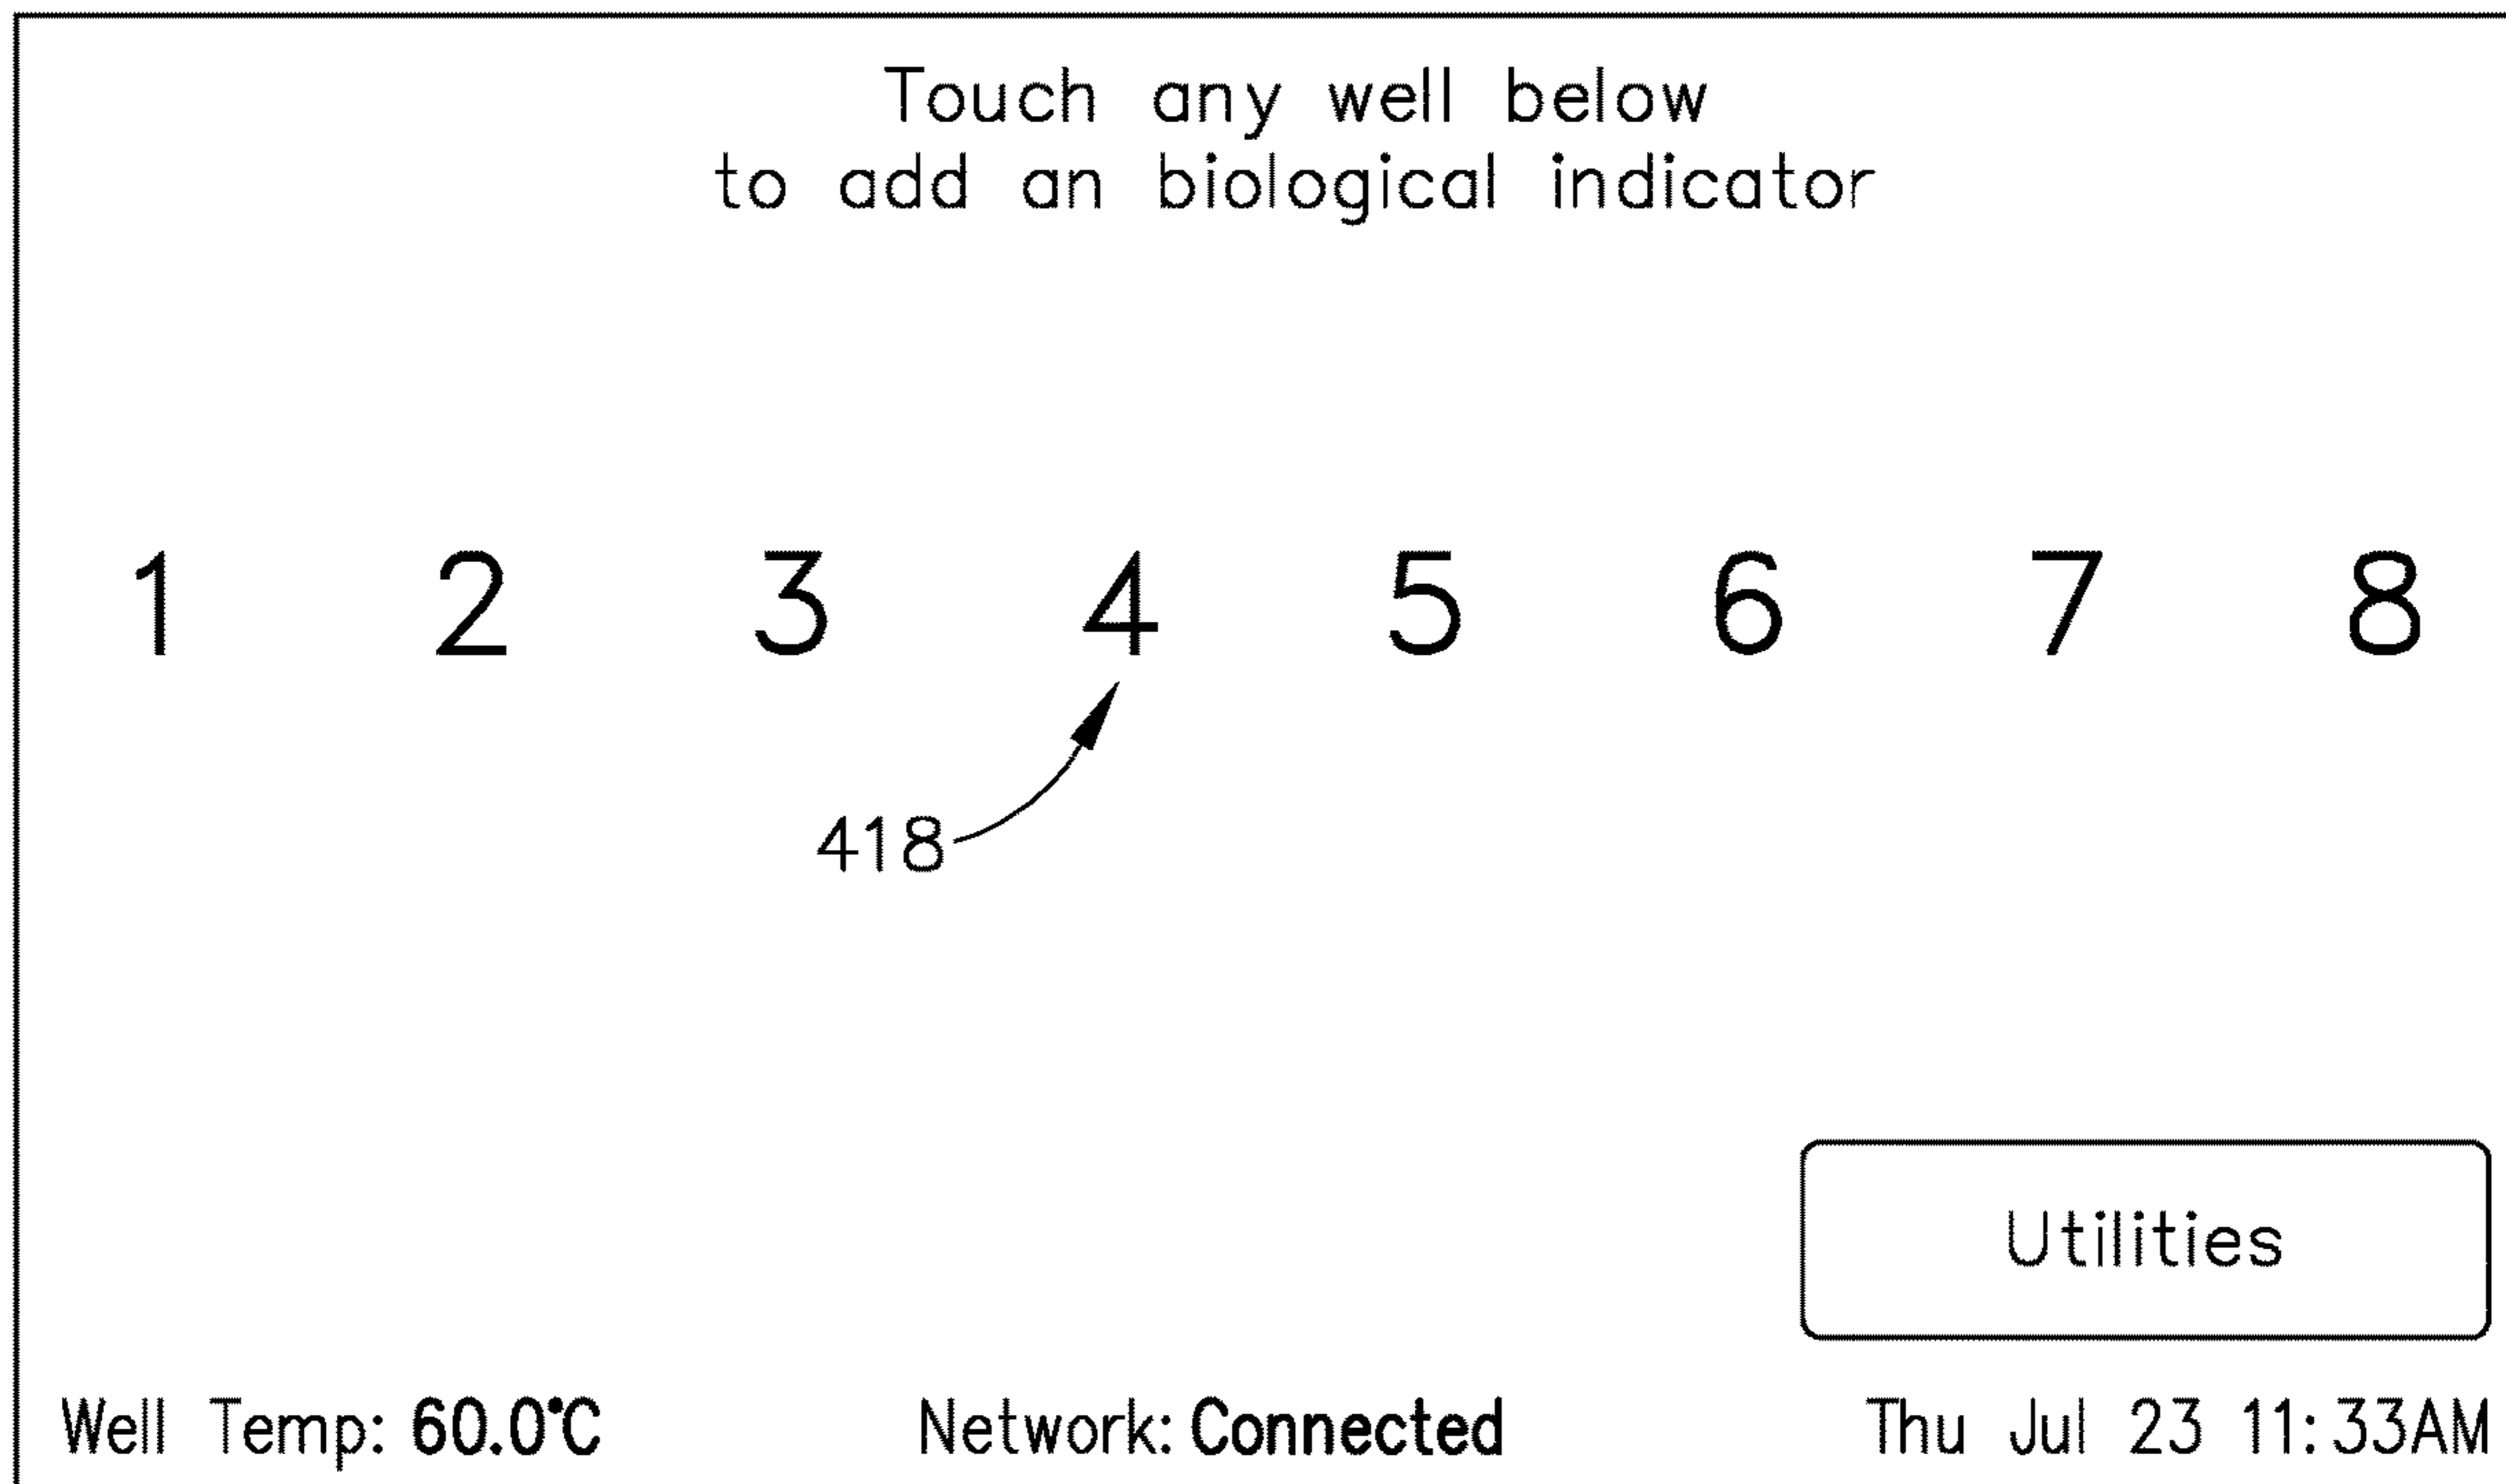 Touch any well below
to add an biological indicator
1 2 3 4 5 6 7 8
418
Utilities
Well Temp: 60.0°C Network: Connected Thu Jul 23 11:33AM